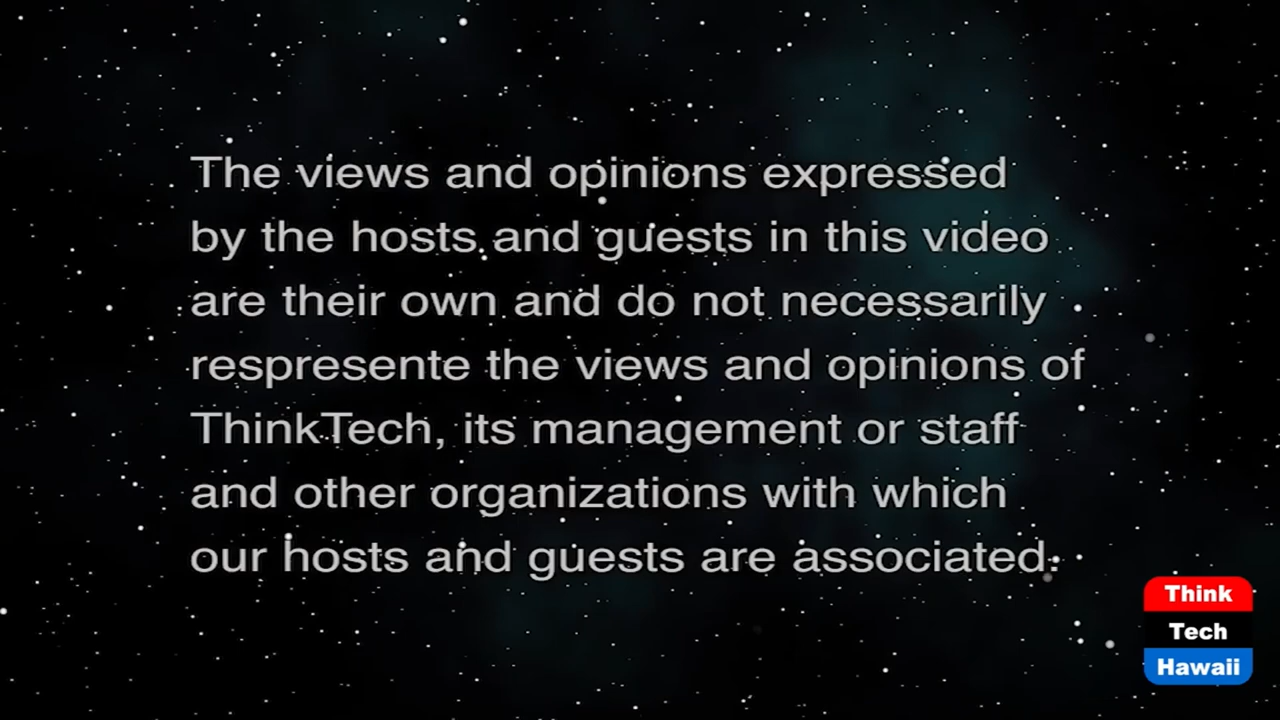 The views and opinions expressed
by the hosts and guests in this video
are their own and do not necessarily
respresente the views and opinions of
ThinkTech, its management or staff
and other organizations with which
our hosts and guests are associated.
Think
Tech
Hawaii